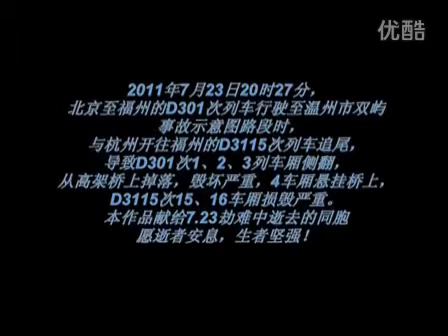 优酷
2011年7月23日20时27分，
北京至福州的D301次列车行驶至温州市双屿
事故示意图路段时，
与杭州开往福州的D3115次列车追尾，
导致D301次1、2、3列车厢侧翻，
从高架桥上掉落，毁坏严重，4车厢悬挂桥上，
D3115次15、16车厢损毁严重。
本作品献给7.23劫难中逝去的同胞
愿逝者安息，生者坚强！